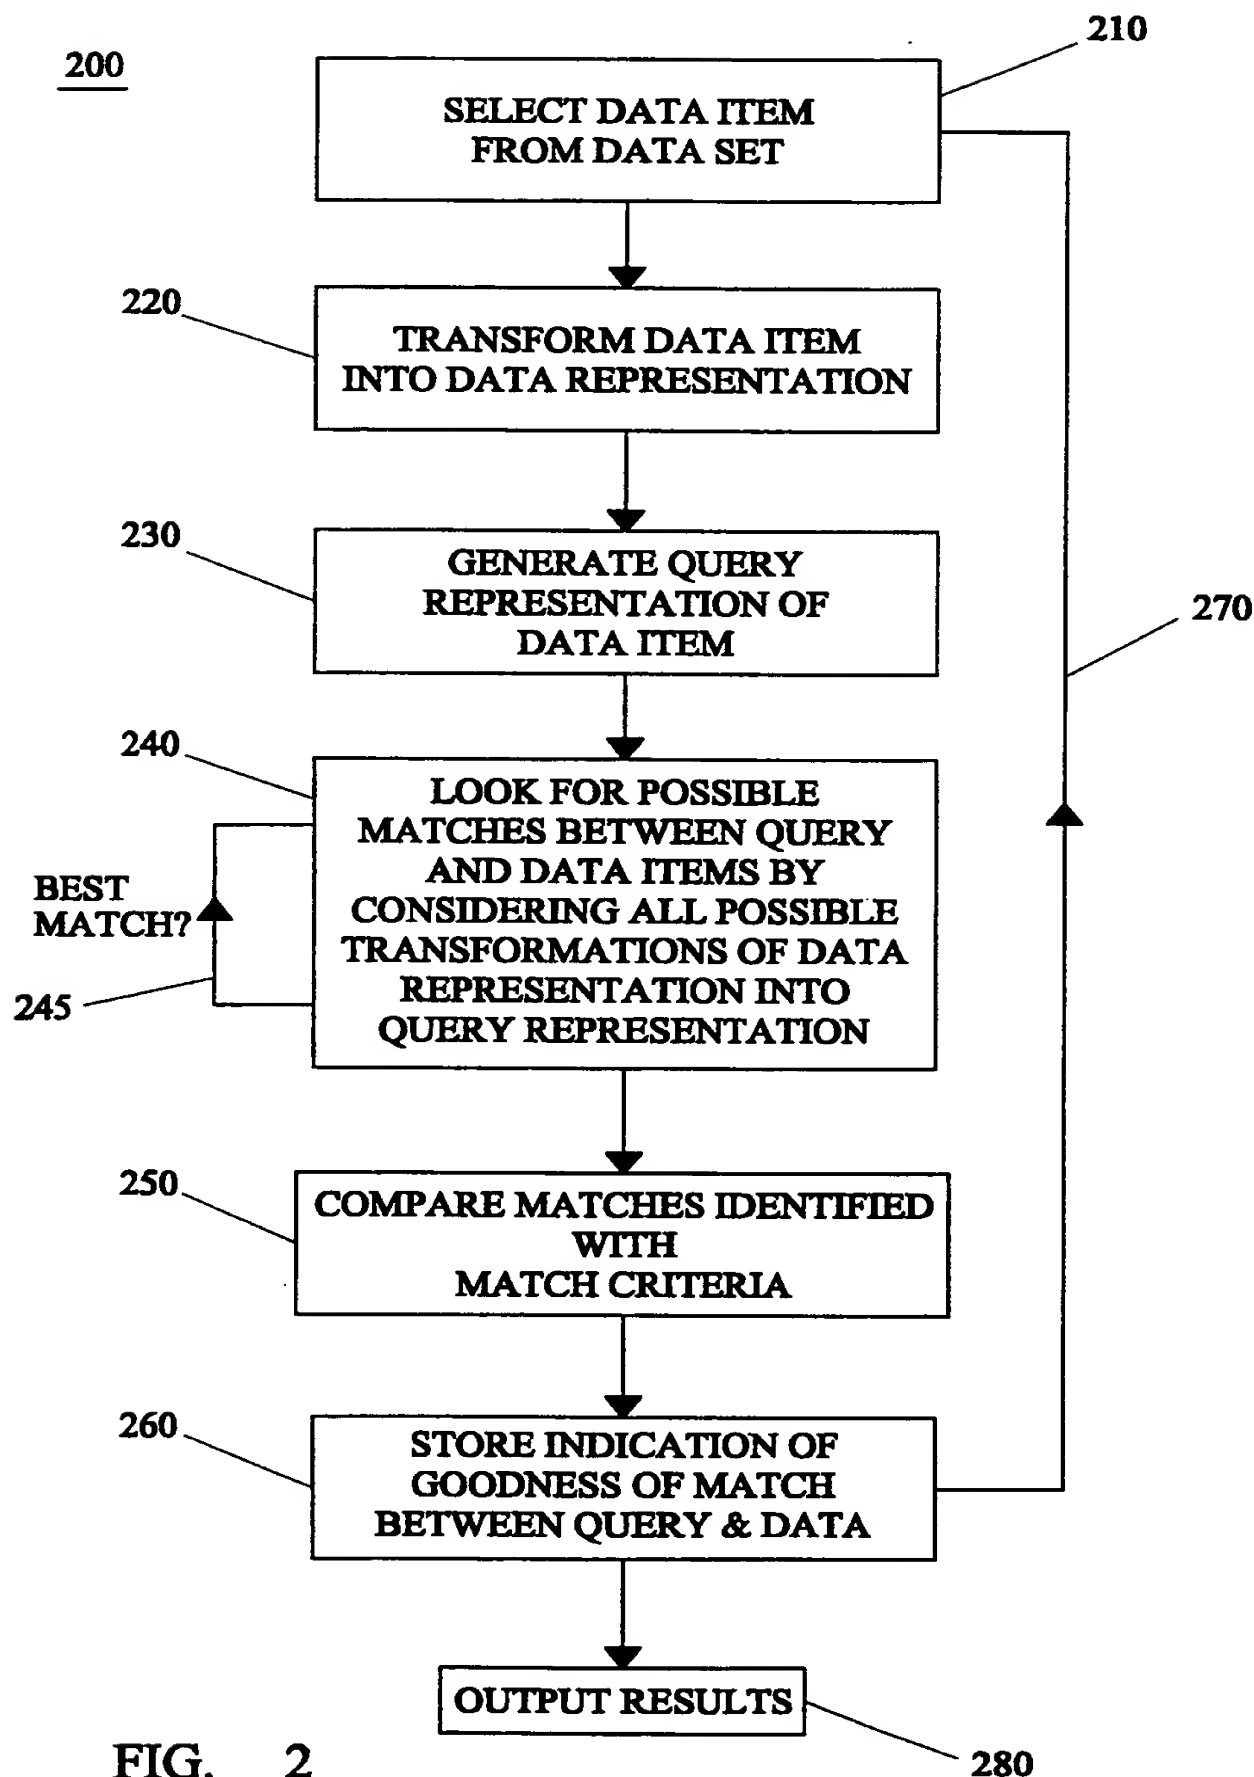 200
210
SELECT DATA ITEM
FROM DATA SET
220
TRANSFORM DATA ITEM
INTO DATA REPRESENTATION
230
GENERATE QUERY
REPRESENTATION OF
DATA ITEM
270
240
LOOK FOR POSSIBLE
MATCHES BETWEEN QUERY
AND DATA ITEMS BY
CONSIDERING ALL POSSIBLE
TRANSFORMATIONS OF DATA
REPRESENTATION INTO
QUERY REPRESENTATION
BEST
MATCH?
245
250
COMPARE MATCHES IDENTIFIED
WITH
MATCH CRITERIA
260
STORE INDICATION OF
GOODNESS OF MATCH
BETWEEN QUERY & DATA
OUTPUT RESULTS
280
FIG. 2